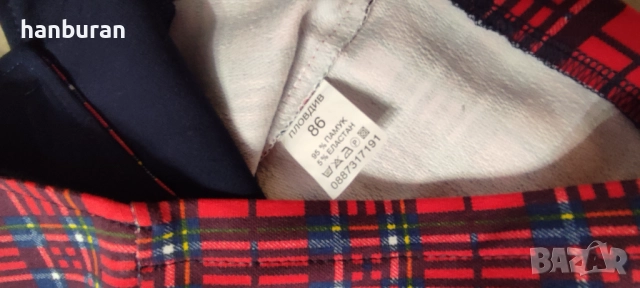 hanburan
ПЛОВДИВ
86
95 % ПАМУК
5 % ЕЛАСТАН
0887317191
BAZAR